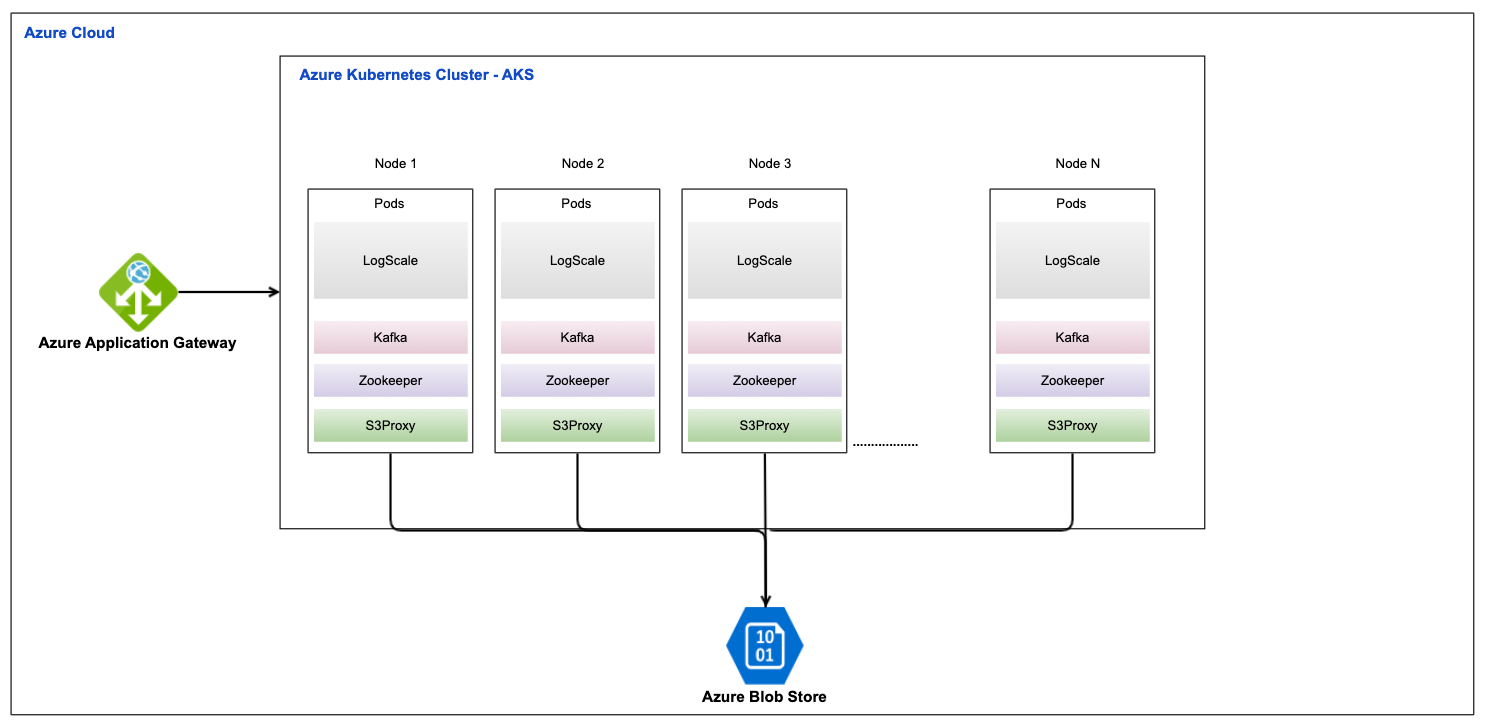 Azure Cloud
Azure Kubernetes Cluster - AKS
Node 1
Node 2
Node 3
Node N
Pods
Pods
Pods
Pods
LogScale
LogScale
LogScale
LogScale
Azure Application Gateway
Kafka
Kafka
Kafka
Kafka
Zookeeper
Zookeeper
Zookeeper
Zookeeper
S3Proxy
S3Proxy
S3Proxy
S3Proxy
..................
10
01
Azure Blob Store